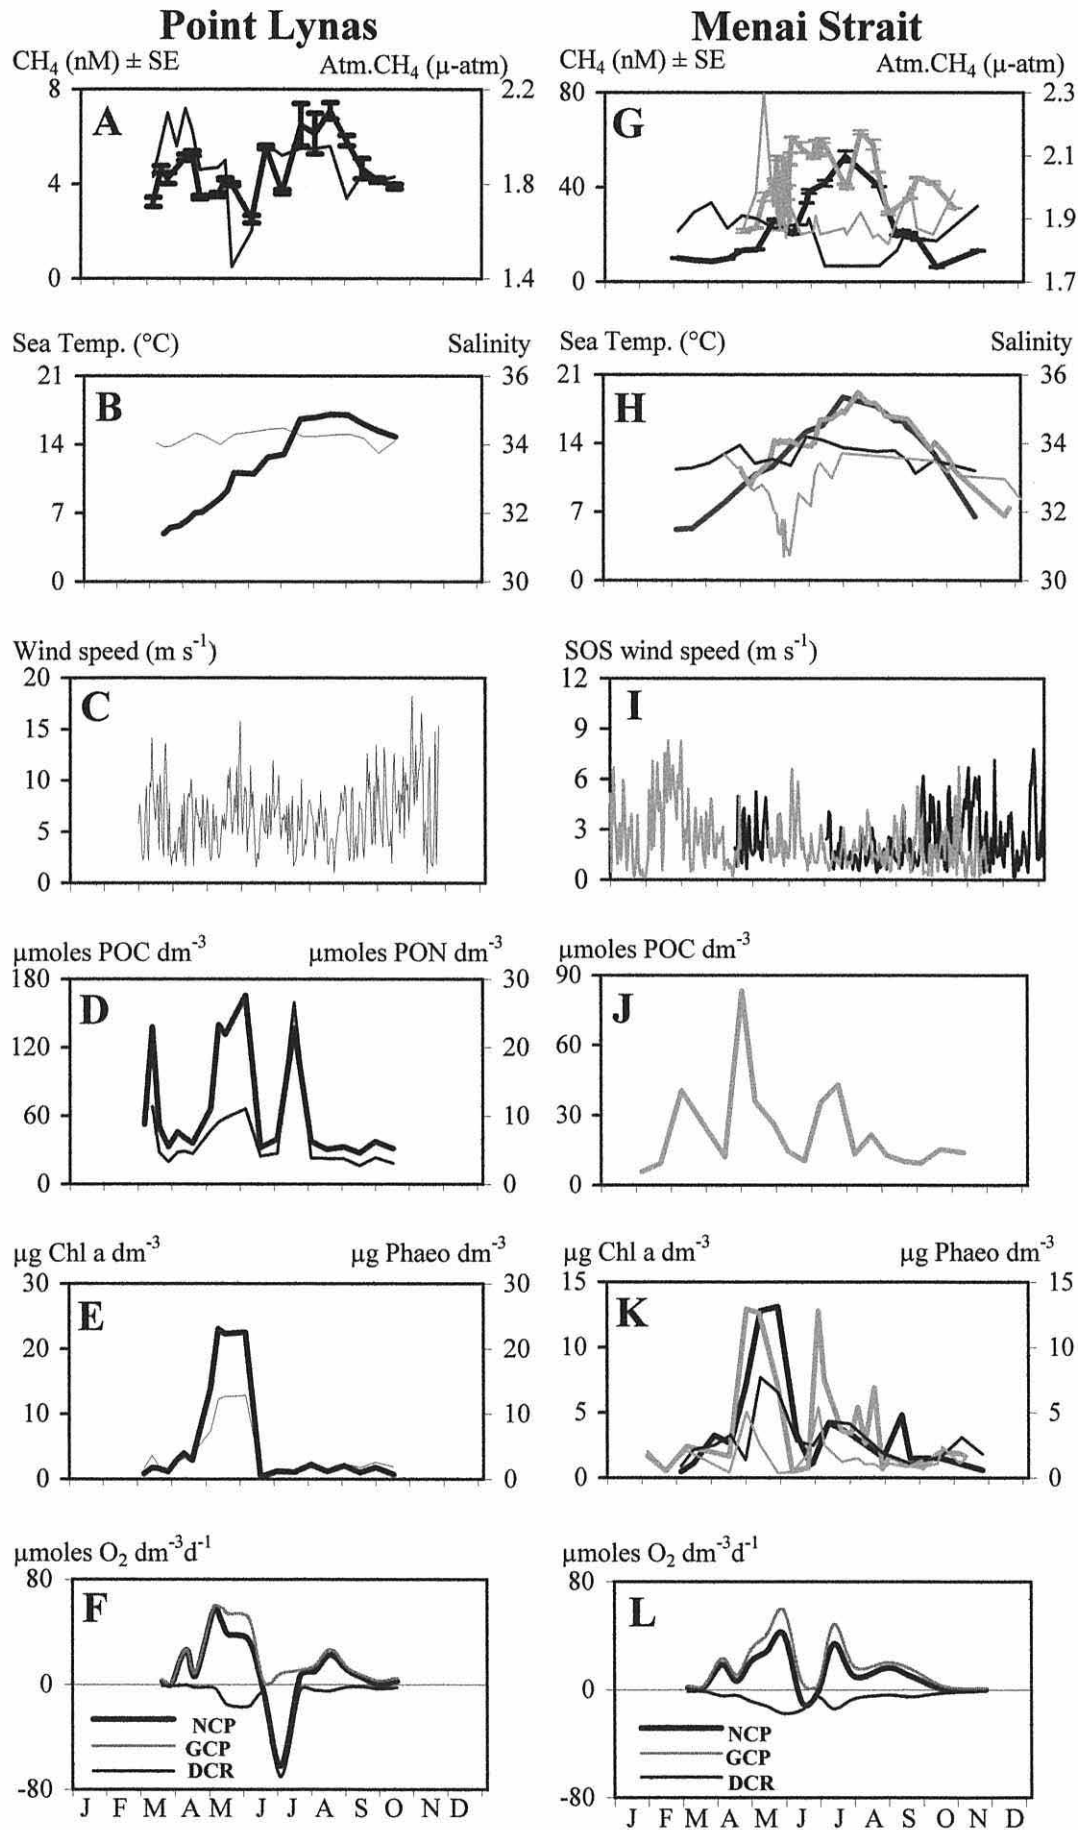 Point Lynas
Menai Strait
CH₄ (nM) ± SE
Atm.CH₄ (μ-atm)
CH₄ (nM) ± SE
Atm.CH₄ (μ-atm)
8
2.2
80
2.3
A
G
2.1
4
1.8
40
1.9
0
1.4
0
1.7
Sea Temp. (°C)
Salinity
Sea Temp. (°C)
Salinity
21
36
21
36
B
H
14
34
14
34
7
32
7
32
0
30
0
30
Wind speed (m s⁻¹)
SOS wind speed (m s⁻¹)
20
12
C
I
15
9
10
6
5
3
0
0
μmoles POC dm⁻³
μmoles PON dm⁻³
μmoles POC dm⁻³
180
30
90
D
J
120
20
60
60
10
30
0
0
0
μg Chl a dm⁻³
μg Phaeo dm⁻³
μg Chl a dm⁻³
μg Phaeo dm⁻³
30
30
15
15
E
K
20
20
10
10
10
10
5
5
0
0
0
0
μmoles O₂ dm⁻³d⁻¹
μmoles O₂ dm⁻³d⁻¹
80
80
F
L
0
0
NCP
GCP
DCR
NCP
GCP
DCR
-80
-80
J F M A M J J A S O N D
J F M A M J J A S O N D